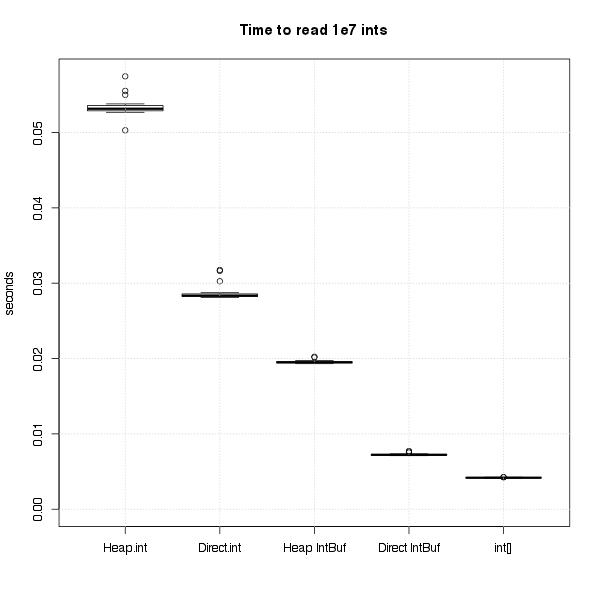 Time to read 1e7 ints
seconds
0.05
0.04
0.03
0.02
0.01
0.00
Heap.int Direct.int Heap IntBuf Direct IntBuf int[]